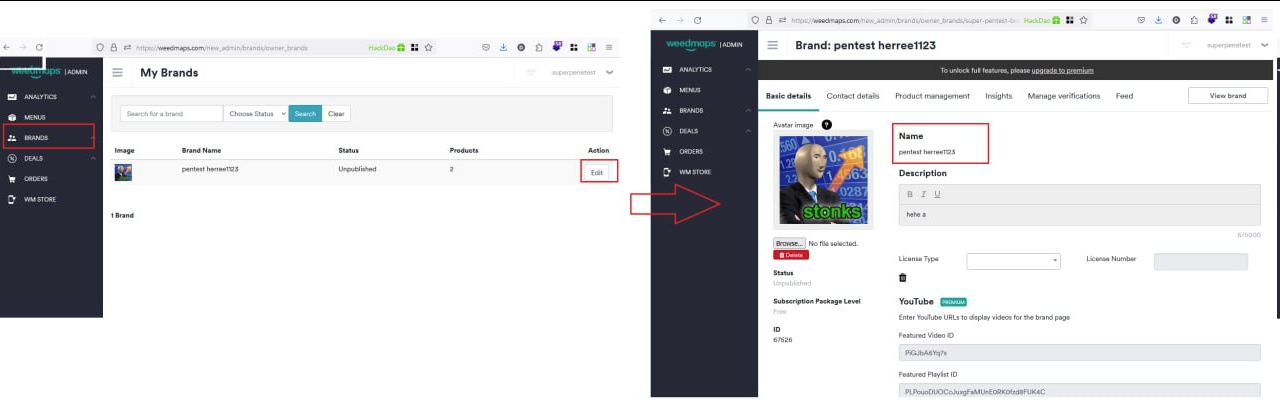 https://weedmaps.com/new_admin/brands/owner_brands
HackDao
weedmaps | ADMIN
My Brands
superpenetest
ANALYTICS
MENUS
BRANDS
DEALS
ORDERS
WM STORE
Search for a brand
Choose Status
Search
Clear
Image Brand Name Status Products Action
pentest herree1123 Unpublished 2 Edit
1 Brand
https://weedmaps.com/new_admin/brands/owner_brands/super-pentest-b
HackDao
weedmaps | ADMIN
Brand: pentest herree1123
superpenetest
ANALYTICS
MENUS
BRANDS
DEALS
ORDERS
WM STORE
To unlock full features, please upgrade to premium
Basic details Contact details Product management Insights Manage verifications Feed View brand
Avatar image ?
stonks
Browse... No file selected.
Delete
Status
Unpublished
Subscription Package Level
Free
ID
67526
Name
pentest herree1123
Description
B I U
hehe a
6/5000
License Type License Number
YouTube PREMIUM
Enter YouTube URLs to display videos for the brand page
Featured Video ID
PiGJbA6Yq7s
Featured Playlist ID
PLPouoDUOCoJuxgFeMUnE0RK0fzd8FUK4C